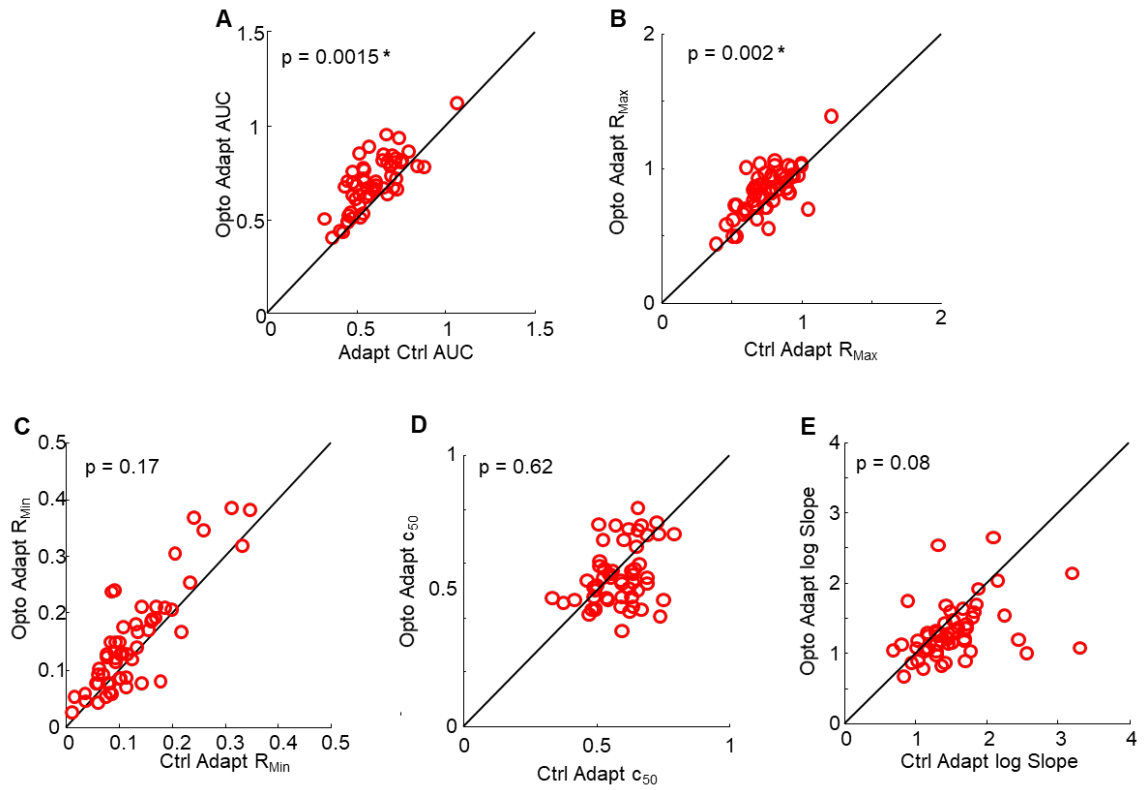 A
p = 0.0015 *
Opto Adapt AUC
1.5
1
0.5
0
0
0.5
1
1.5
Adapt Ctrl AUC
B
p = 0.002 *
Opto Adapt RMax
2
1
0
0
1
2
Ctrl Adapt RMax
C
p = 0.17
Opto Adapt RMin
0.5
0.4
0.3
0.2
0.1
0
0
0.1
0.2
0.3
0.4
0.5
Ctrl Adapt RMin
D
p = 0.62
Opto Adapt c50
1
0.5
0
0
0.5
1
Ctrl Adapt c50
E
p = 0.08
Opto Adapt log Slope
4
3
2
1
0
0
1
2
3
4
Ctrl Adapt log Slope